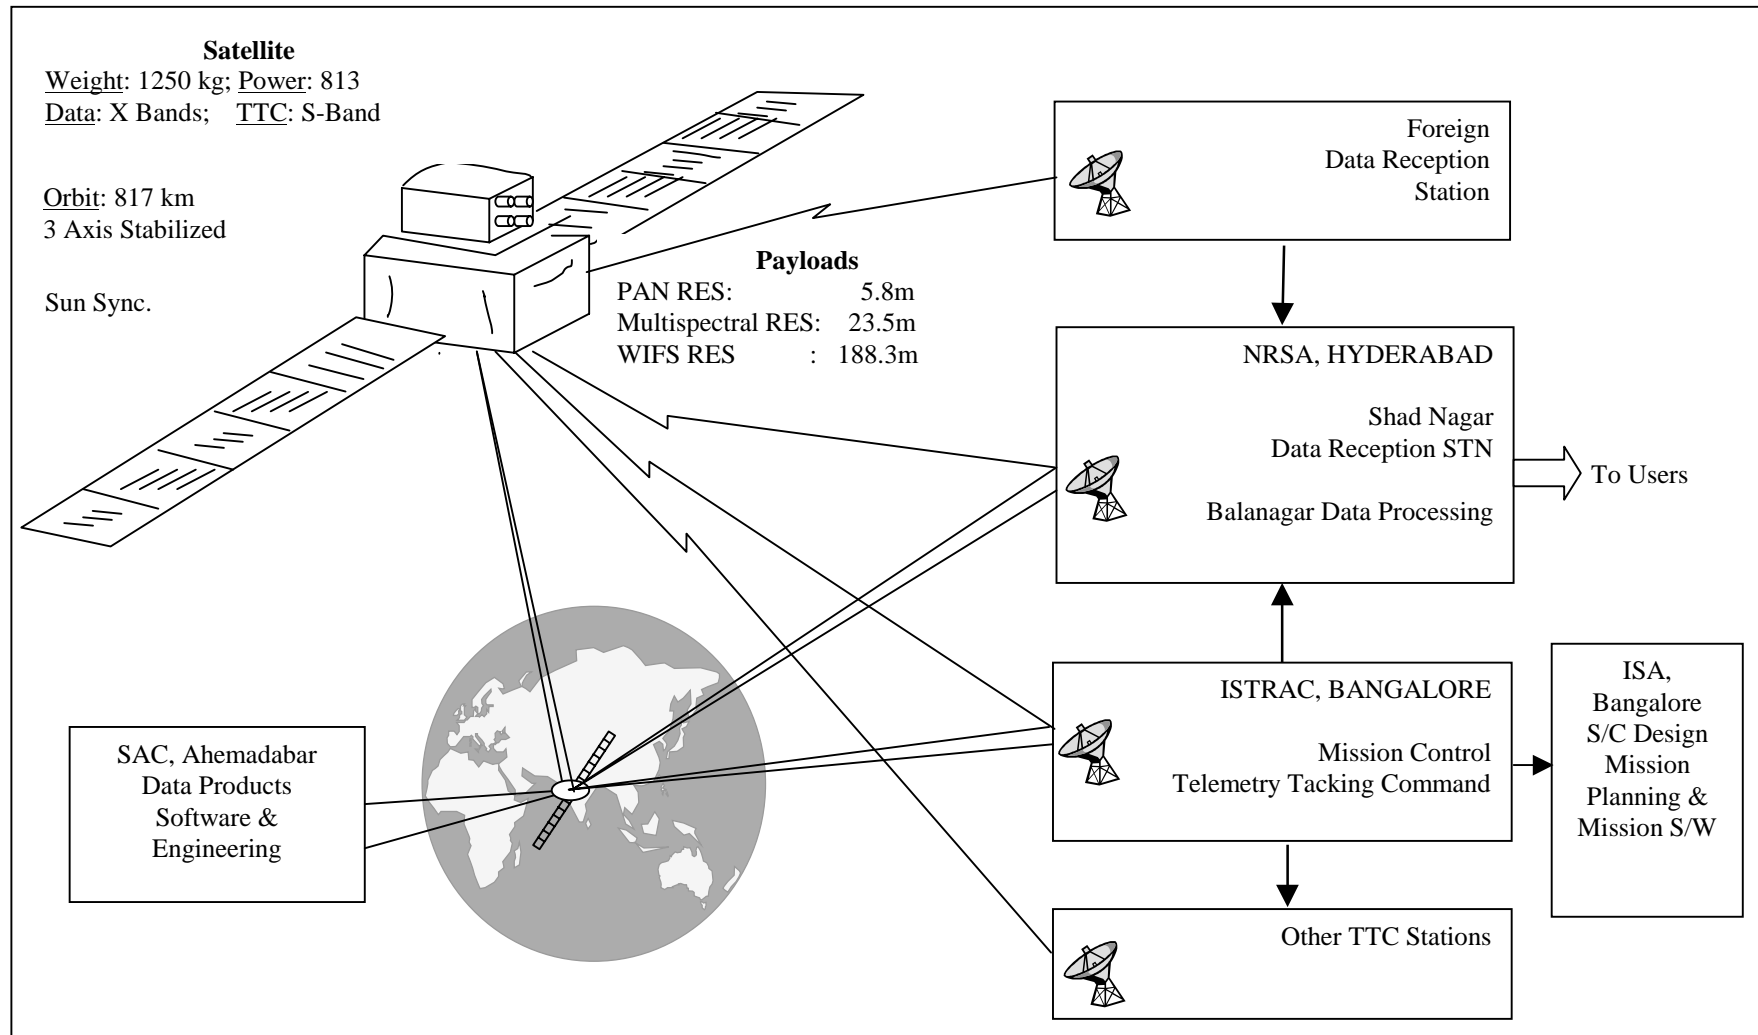 Satellite
Weight: 1250 kg; Power: 813
Data: X Bands; TTC: S-Band
Orbit: 817 km
3 Axis Stabilized
Sun Sync.
Payloads
PAN RES: 5.8m
Multispectral RES: 23.5m
WIFS RES : 188.3m
Foreign
Data Reception
Station
NRSA, HYDERABAD
Shad Nagar
Data Reception STN
Balanagar Data Processing
To Users
ISTRAC, BANGALORE
Mission Control
Telemetry Tacking Command
ISA,
Bangalore
S/C Design
Mission
Planning &
Mission S/W
SAC, Ahemadabar
Data Products
Software &
Engineering
Other TTC Stations